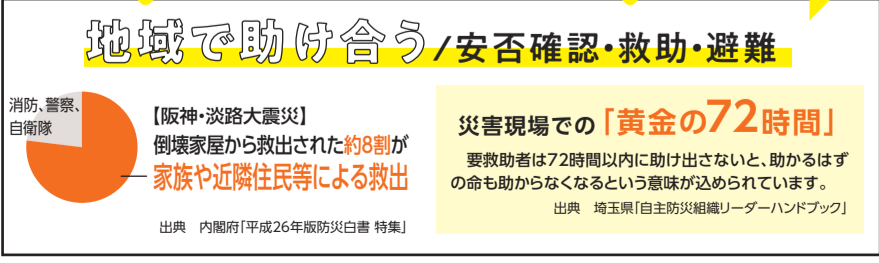 地域で助け合う/安否確認・救助・避難
消防、警察、
自衛隊
【阪神・淡路大震災】
倒壊家屋から救出された約8割が
家族や近隣住民等による救出
出典　内閣府「平成26年版防災白書 特集」
災害現場での「黄金の72時間」
要救助者は72時間以内に助け出さないと、助かるはず
の命も助からなくなるという意味が込められています。
出典　埼玉県「自主防災組織リーダーハンドブック」